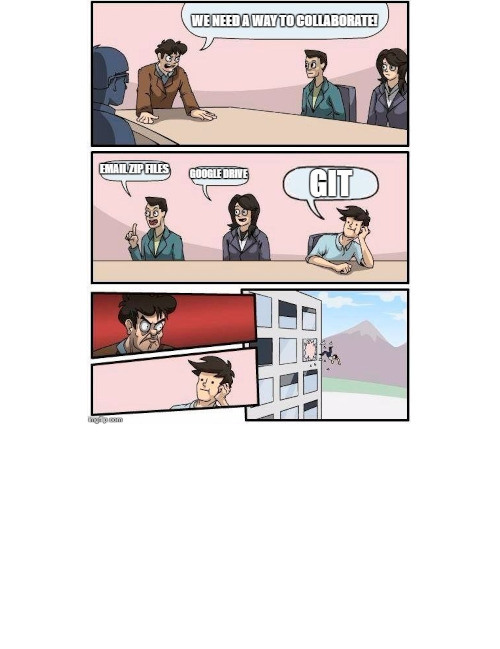 WE NEED A WAY TO COLLABORATE!
EMAIL ZIP FILES
GOOGLE DRIVE
GIT
imgflip.com